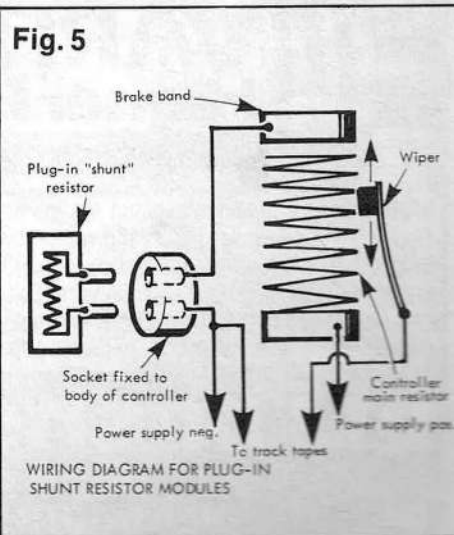 Fig. 5
Brake band
Wiper
Plug-in "shunt"
resistor
Socket fixed to
body of controller
Controller
main resistor
Power supply neg.
Power supply pos.
To track tapes
WIRING DIAGRAM FOR PLUG-IN
SHUNT RESISTOR MODULES